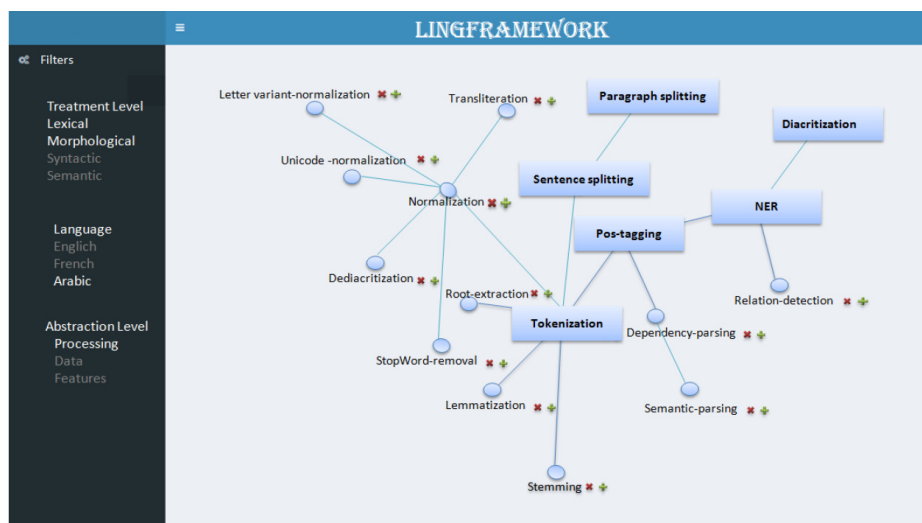 LINGFRAMEWORK
Filters
Treatment Level
Lexical
Morphological
Syntactic
Semantic
Language
Englich
French
Arabic
Abstraction Level
Processing
Data
Features
Letter variant-normalization
Transliteration
Paragraph splitting
Diacritization
Unicode -normalization
Sentence splitting
Normalization
NER
Pos-tagging
Dediacritization
Root-extraction
Relation-detection
Tokenization
Dependency-parsing
StopWord-removal
Lemmatization
Semantic-parsing
Stemming